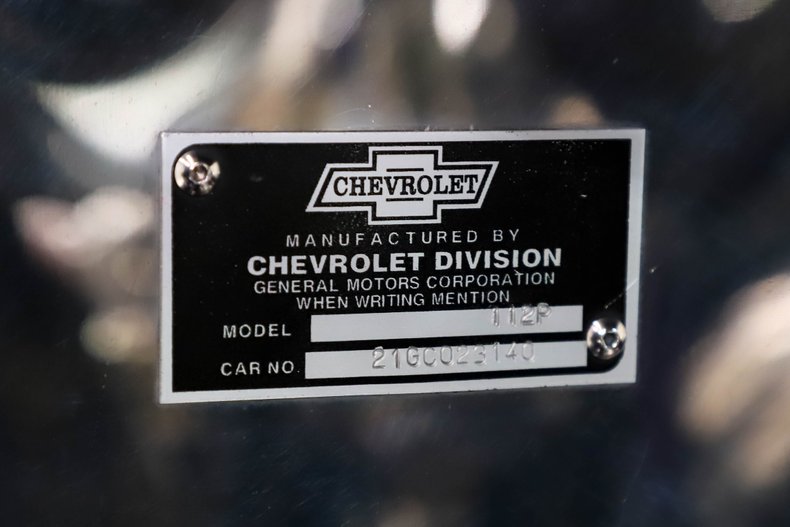 CHEVROLET
MANUFACTURED BY
CHEVROLET DIVISION
GENERAL MOTORS CORPORATION
WHEN WRITING MENTION
MODEL 112P
CAR NO. 21GC023140